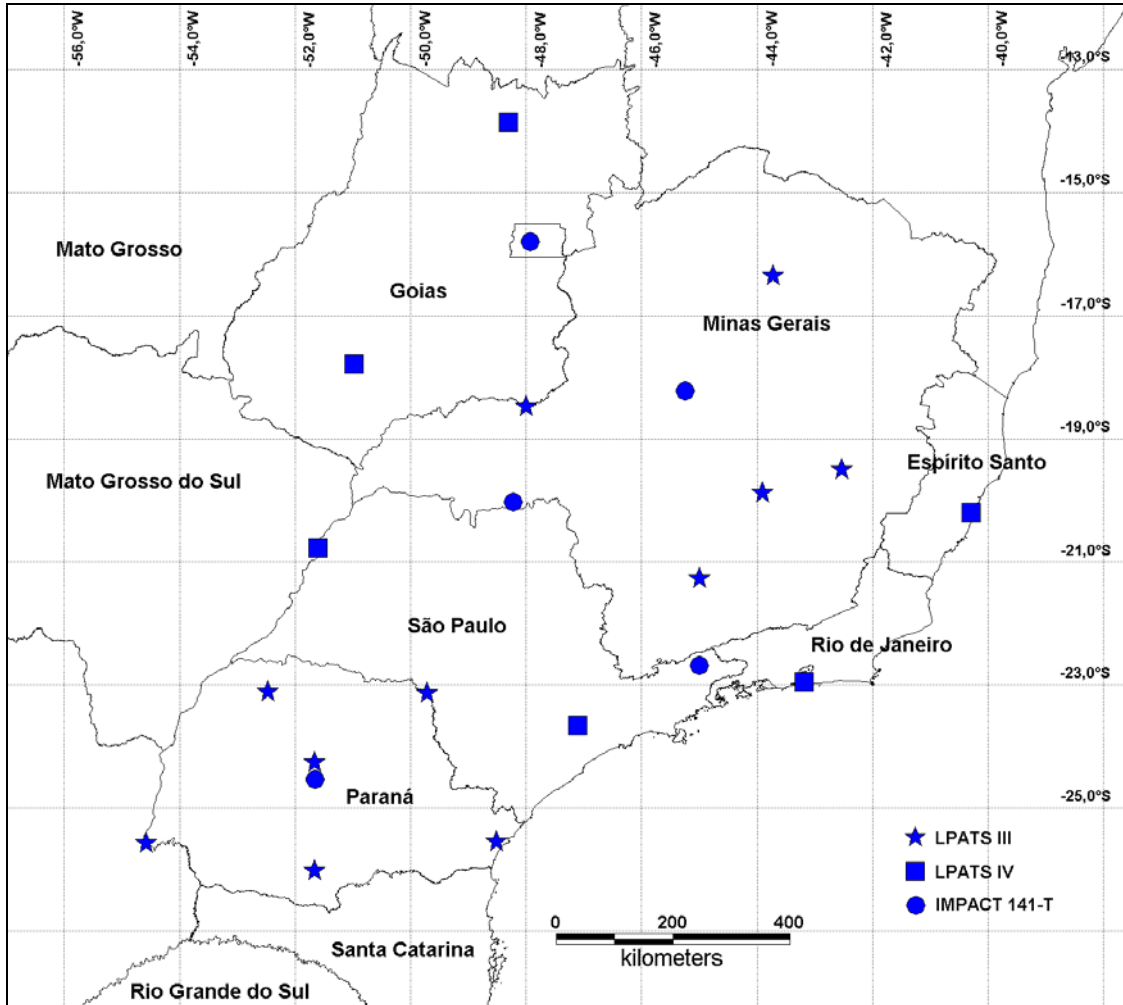 -56,0°W
-54,0°W
-52,0°W
-50,0°W
-48,0°W
-46,0°W
-44,0°W
-42,0°W
-40,0°W
-13,0°S
-15,0°S
Mato Grosso
Goias
-17,0°S
Minas Gerais
-19,0°S
Espírito Santo
Mato Grosso do Sul
-21,0°S
São Paulo
Rio de Janeiro
-23,0°S
Paraná
-25,0°S
LPATS III
LPATS IV
IMPACT 141-T
0 200 400
kilometers
Santa Catarina
Rio Grande do Sul